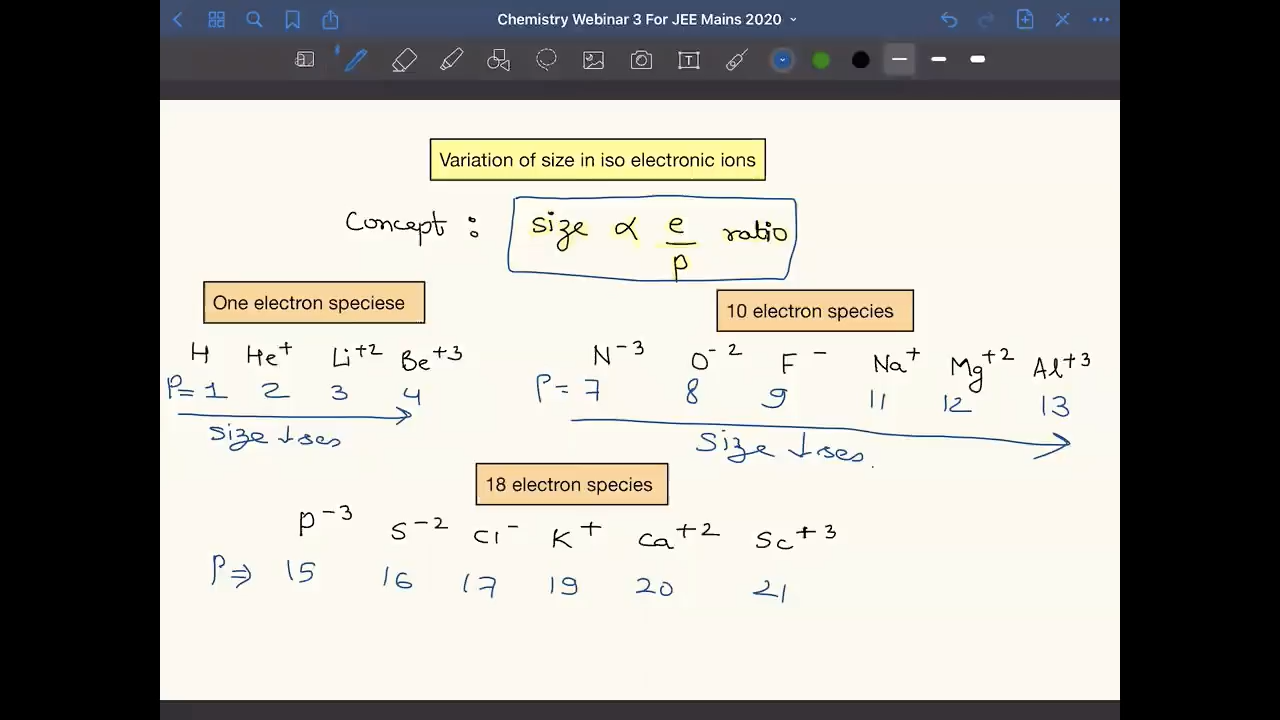 Chemistry Webinar 3 For JEE Mains 2020
T
Variation of size in iso electronic ions
Concept : size ∝ e/p ratio
One electron speciese
10 electron species
H He+ Li+2 Be+3
P= 1 2 3 4
size ↓ses
N-3 O-2 F- Na+ Mg+2 Al+3
P= 7 8 9 11 12 13
Size ↓ses.
18 electron species
P-3 S-2 Cl- K+ Ca+2 Sc+3
P⇒ 15 16 17 19 20 21